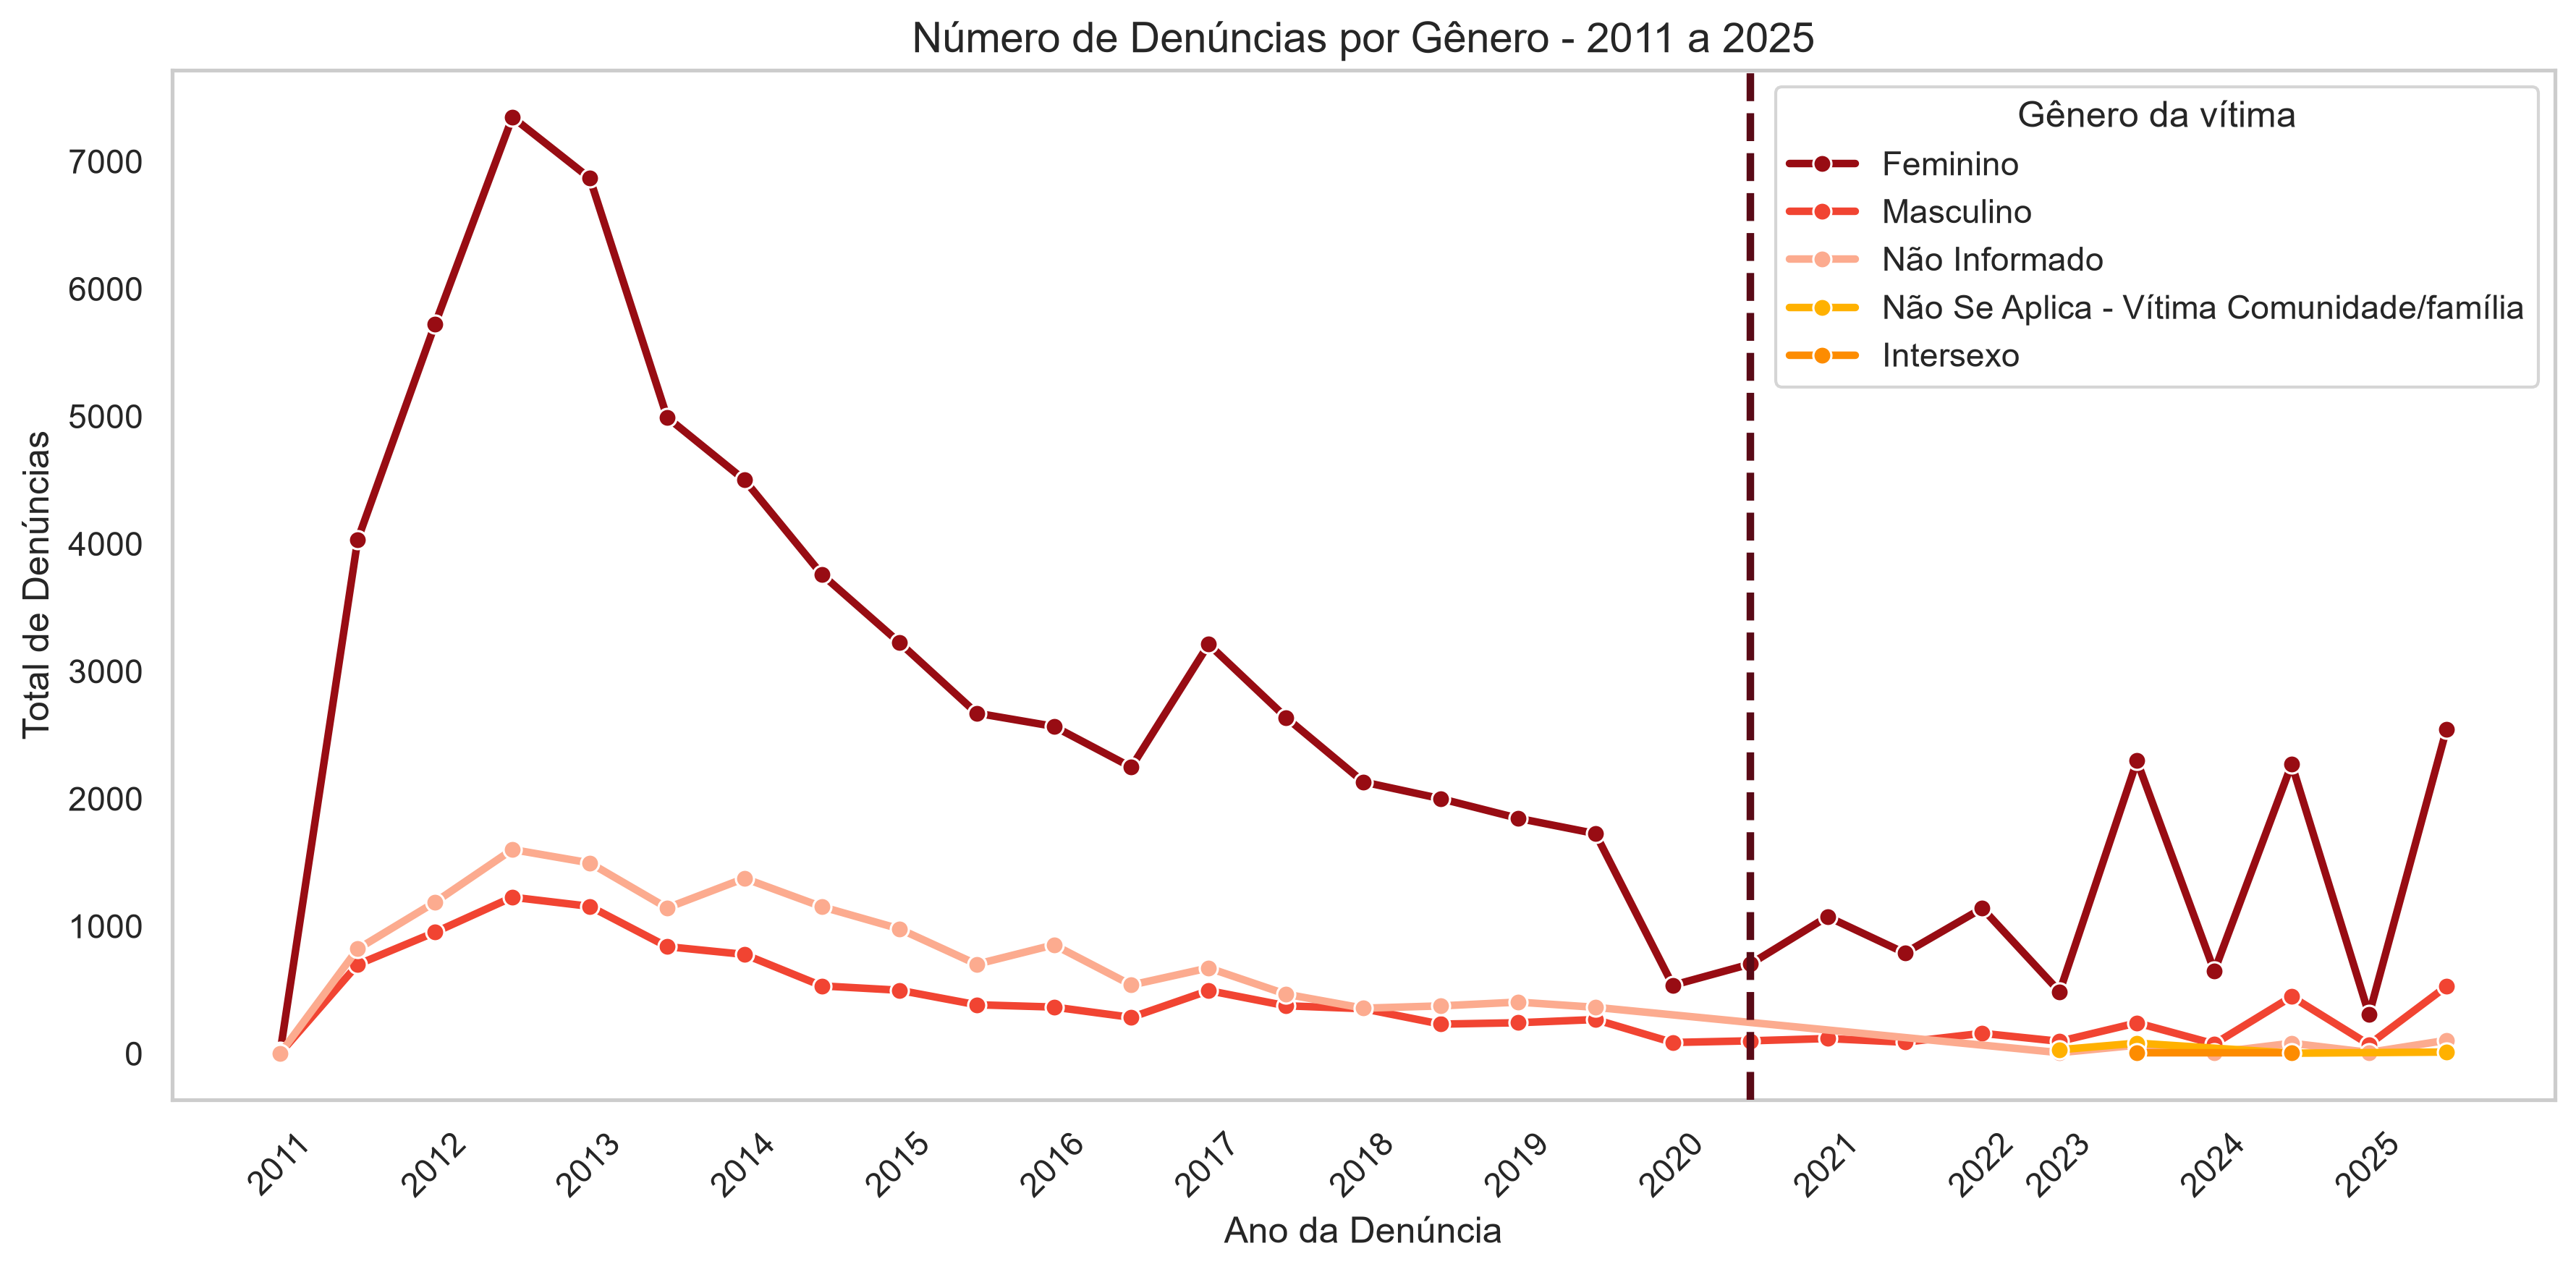 Número de Denúncias por Gênero - 2011 a 2025
Gênero da vítima
Feminino
Masculino
Não Informado
Não Se Aplica - Vítima Comunidade/família
Intersexo
Total de Denúncias
7000
6000
5000
4000
3000
2000
1000
0
2011
2012
2013
2014
2015
2016
2017
2018
2019
2020
2021
2022
2023
2024
2025
Ano da Denúncia